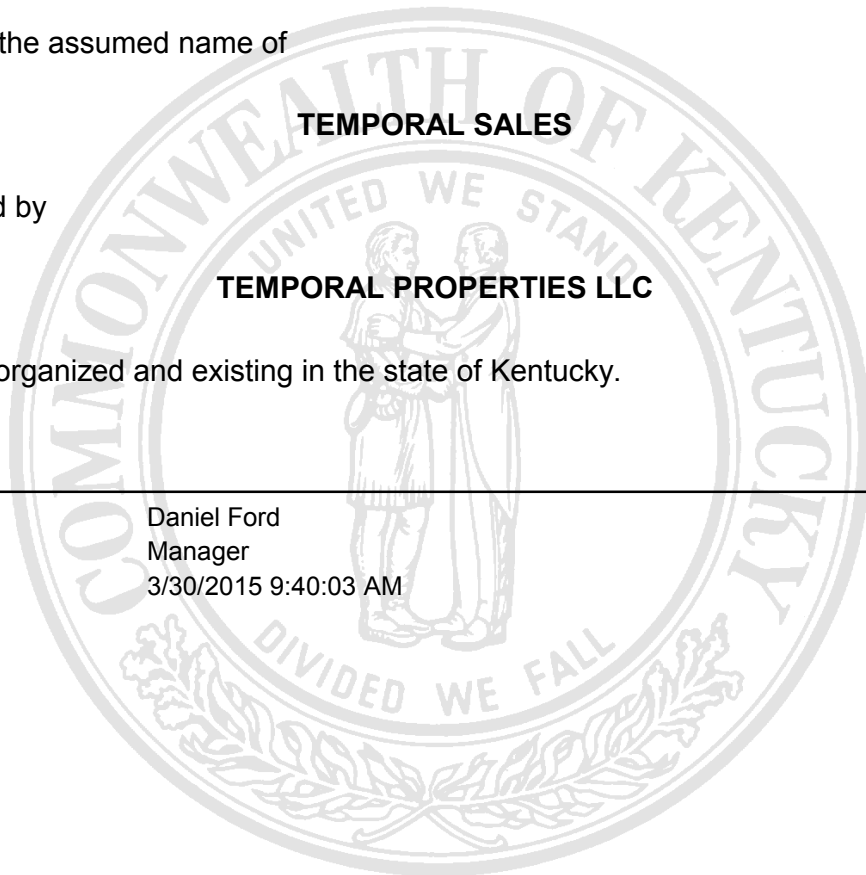 the assumed name of
TEMPORAL SALES
d by
TEMPORAL PROPERTIES LLC
organized and existing in the state of Kentucky.
Daniel Ford
Manager
3/30/2015 9:40:03 AM
COMMONWEALTH OF KENTUCKY
UNITED WE STAND
DIVIDED WE FALL